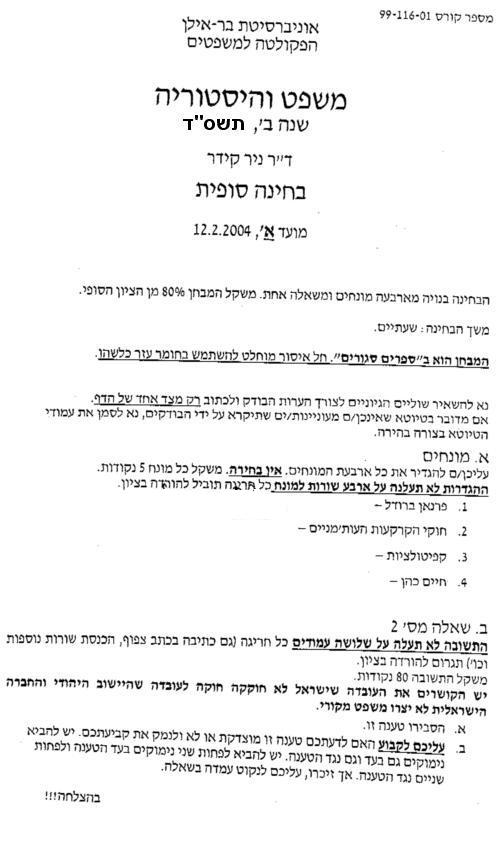 מספר קורס 99-116-01
אוניברסיטת בר-אילן
הפקולטה למשפטים
משפט והיסטוריה
שנה ב', תשס"ד
ד"ר ניר קידר
בחינה סופית
מועד א', 12.2.2004
הבחינה בנויה מארבעה מונחים ומשאלה אחת. משקל המבחן 80% מן הציון הסופי.
משך הבחינה: שעתיים.
המבחן הוא ב"ספרים סגורים". חל איסור מוחלט להשתמש בחומר עזר כלשהו.
נא להשאיר שוליים הגיוניים לצורך הערות הבודק ולכתוב רק מצד אחד של הדף.
אם מדובר בטיוטא שאינכן/ם מעוניינות/ים שתיקרא על ידי הבודקים, נא לסמן את עמודי
הטיוטא בצורה בהירה.
א. מונחים
עליכן/ם להגדיר את כל ארבעת המונחים. אין בחירה. משקל כל מונח 5 נקודות.
ההגדרות לא תעלנה על ארבע שורות למונח כל חריגה תוביל להורדה בציון.
1. פרנאן ברודל –
2. חוקי הקרקעות העות'מניים –
3. קפיטולציות –
4. חיים כהן –
ב. שאלה מס' 2
התשובה לא תעלה על שלושה עמודים כל חריגה (גם כתיבה בכתב צפוף, הכנסת שורות נוספות
וכו') תגרום להורדה בציון.
משקל התשובה 80 נקודות.
יש הקושרים את העובדה שישראל לא חוקקה חוקה לעובדה שהיישוב היהודי והחברה
הישראלית לא יצרו משפט מקורי.
א. הסבירו טענה זו.
ב. עליכם לקבוע האם לדעתכם טענה זו מוצדקת או לא ולנמק את קביעתכם. יש להביא
נימוקים גם בעד וגם נגד הטענה. יש להביא לפחות שני נימוקים בעד הטענה ולפחות
שניים נגד הטענה. אך זיכרו, עליכם לנקוט עמדה בשאלה.
בהצלחה!!!